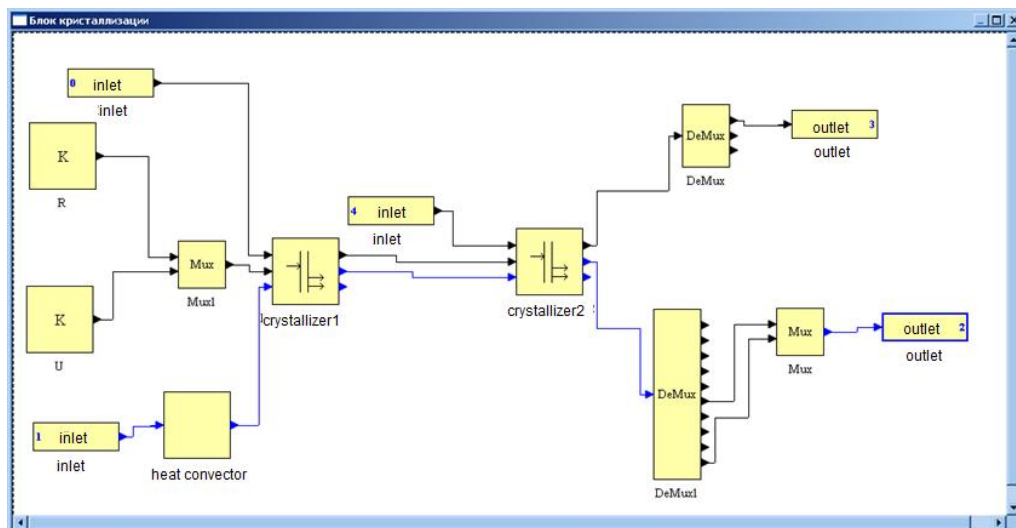 Блок кристаллизации
0 inlet
inlet
K
R
K
U
Mux
Mux1
1 inlet
inlet
heat convector
crystallizer1
4 inlet
inlet
crystallizer2
DeMux
DeMux
outlet 3
outlet
DeMux
DeMux1
Mux
Mux
outlet 2
outlet